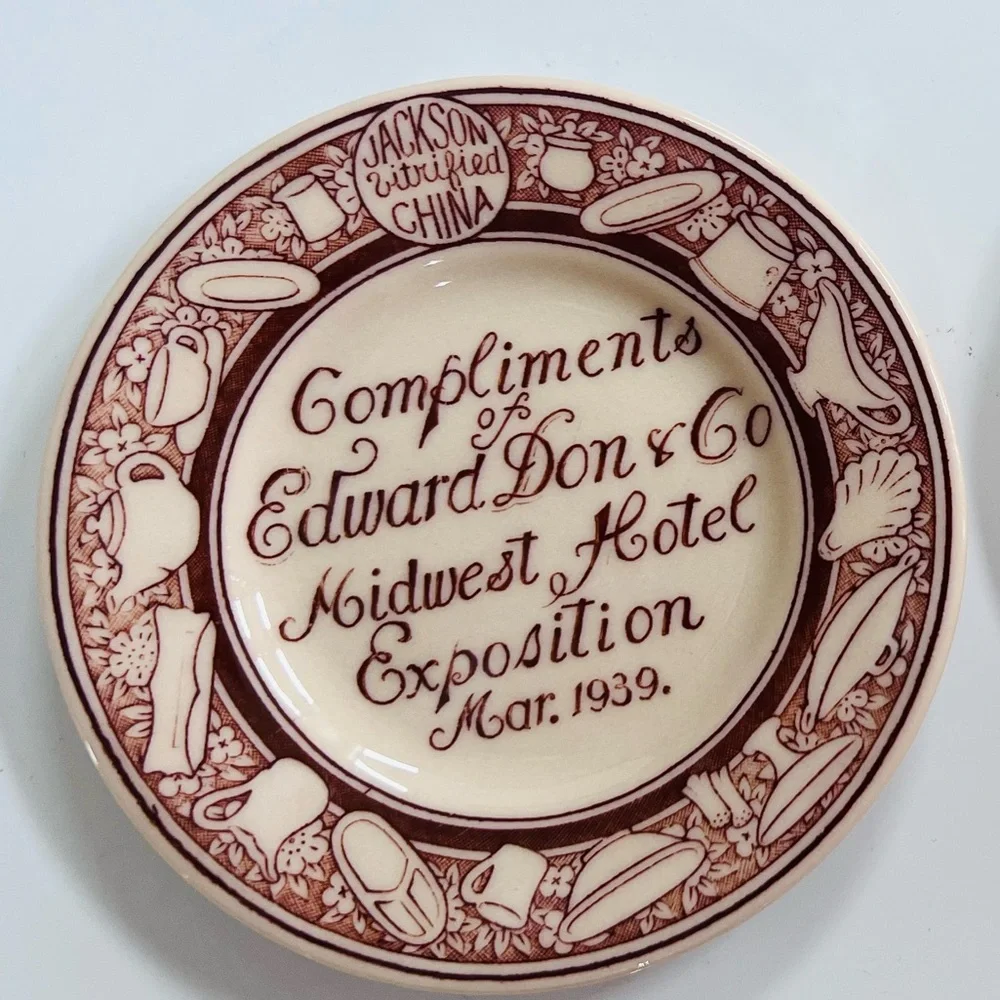 JACKSON
Vitrified
CHINA
Compliments
of
Edward Don & Co
Midwest Hotel
Exposition
Mar. 1939.